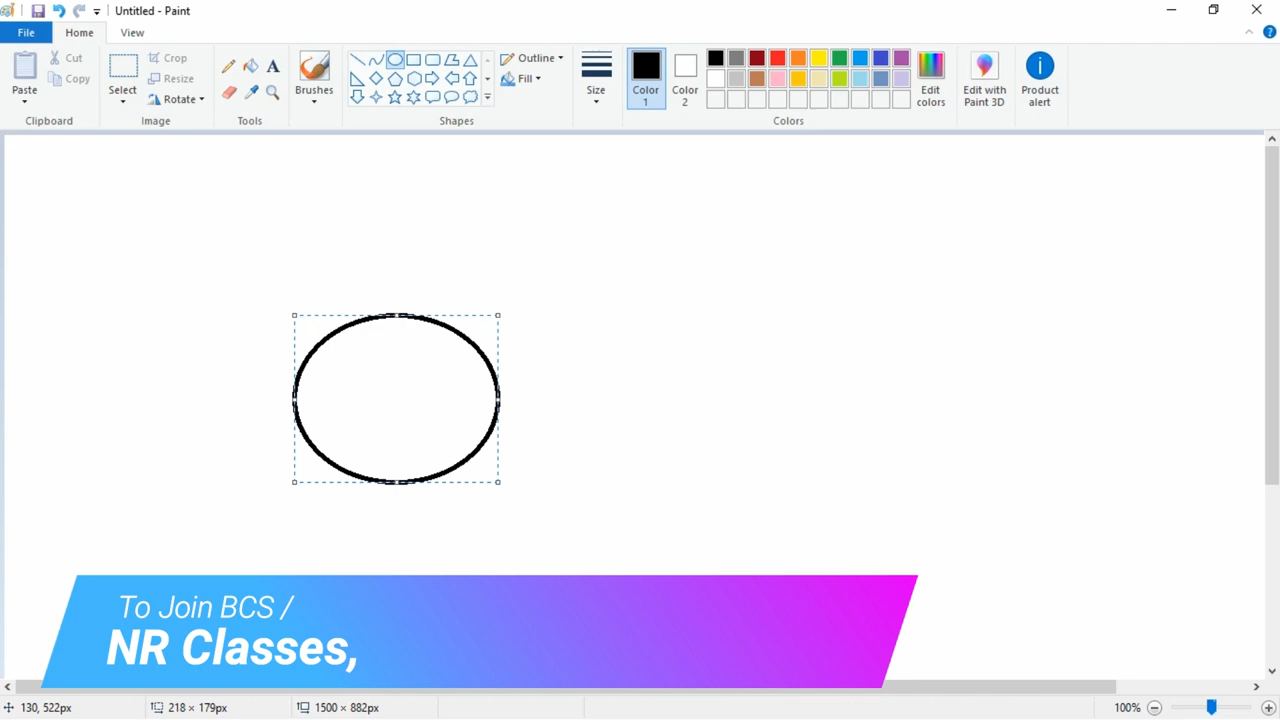 Untitled - Paint
File
Home
View
Paste
Cut
Copy
Clipboard
Select
Crop
Resize
Rotate
Image
A
Tools
Brushes
Outline
Fill
Shapes
Size
Color
1
Color
2
Edit
colors
Colors
Edit with
Paint 3D
Product
alert
To Join BCS /
NR Classes,
130, 522px
218 × 179px
1500 × 882px
100%